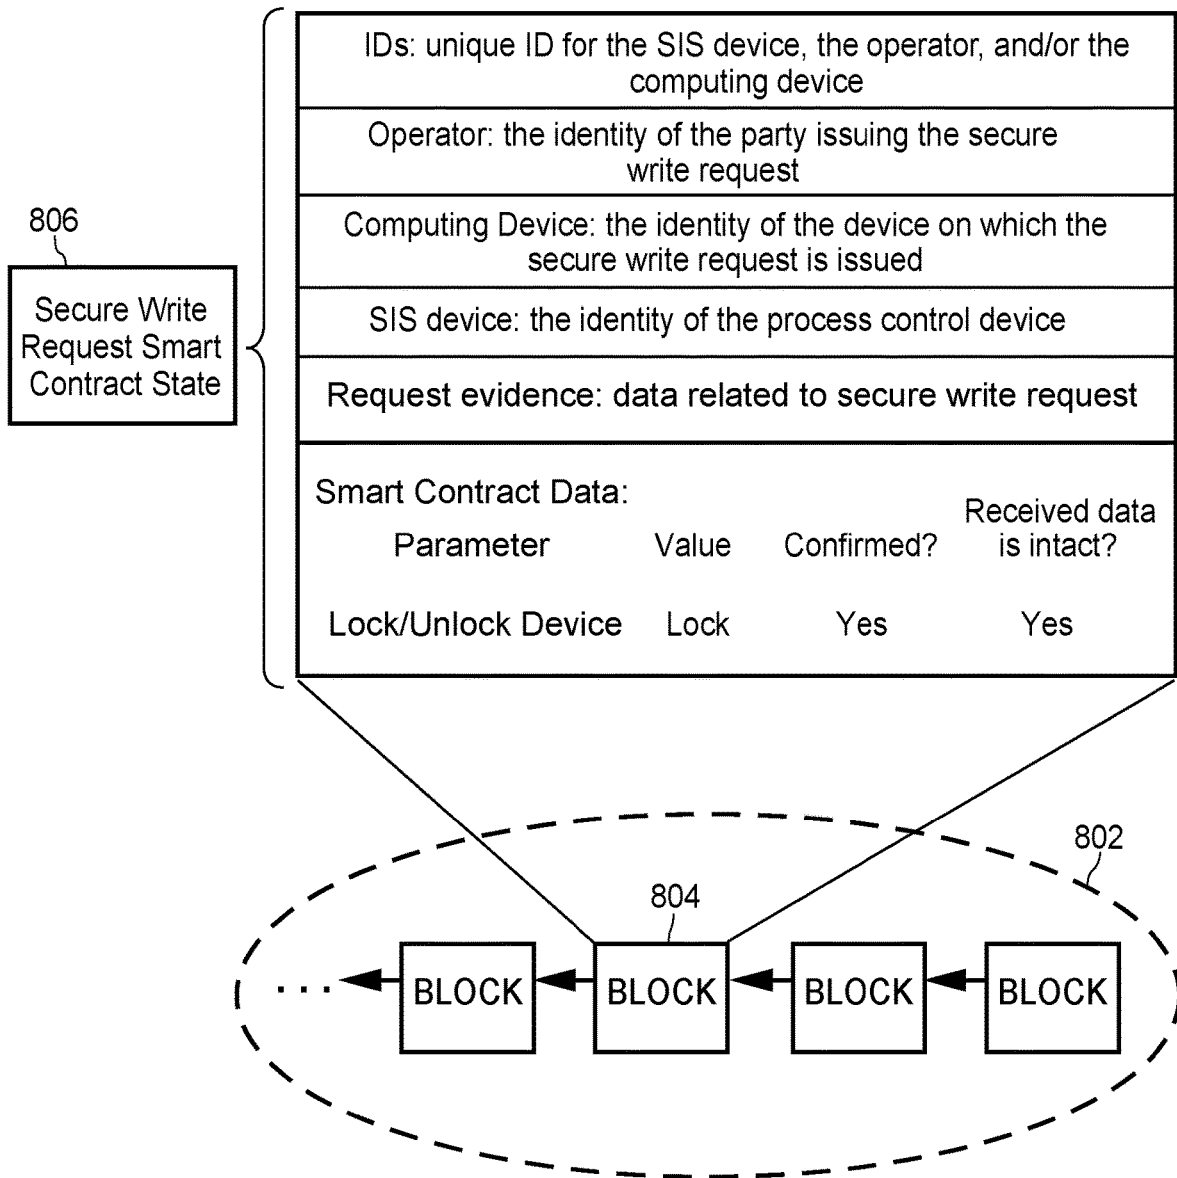 IDs: unique ID for the SIS device, the operator, and/or the
computing device
Operator: the identity of the party issuing the secure
write request
806
Computing Device: the identity of the device on which the
secure write request is issued
Secure Write
Request Smart
Contract State
SIS device: the identity of the process control device
Request evidence: data related to secure write request
Smart Contract Data:
Parameter Value Confirmed? Received data
is intact?
Lock/Unlock Device Lock Yes Yes
802
804
... BLOCK BLOCK BLOCK BLOCK